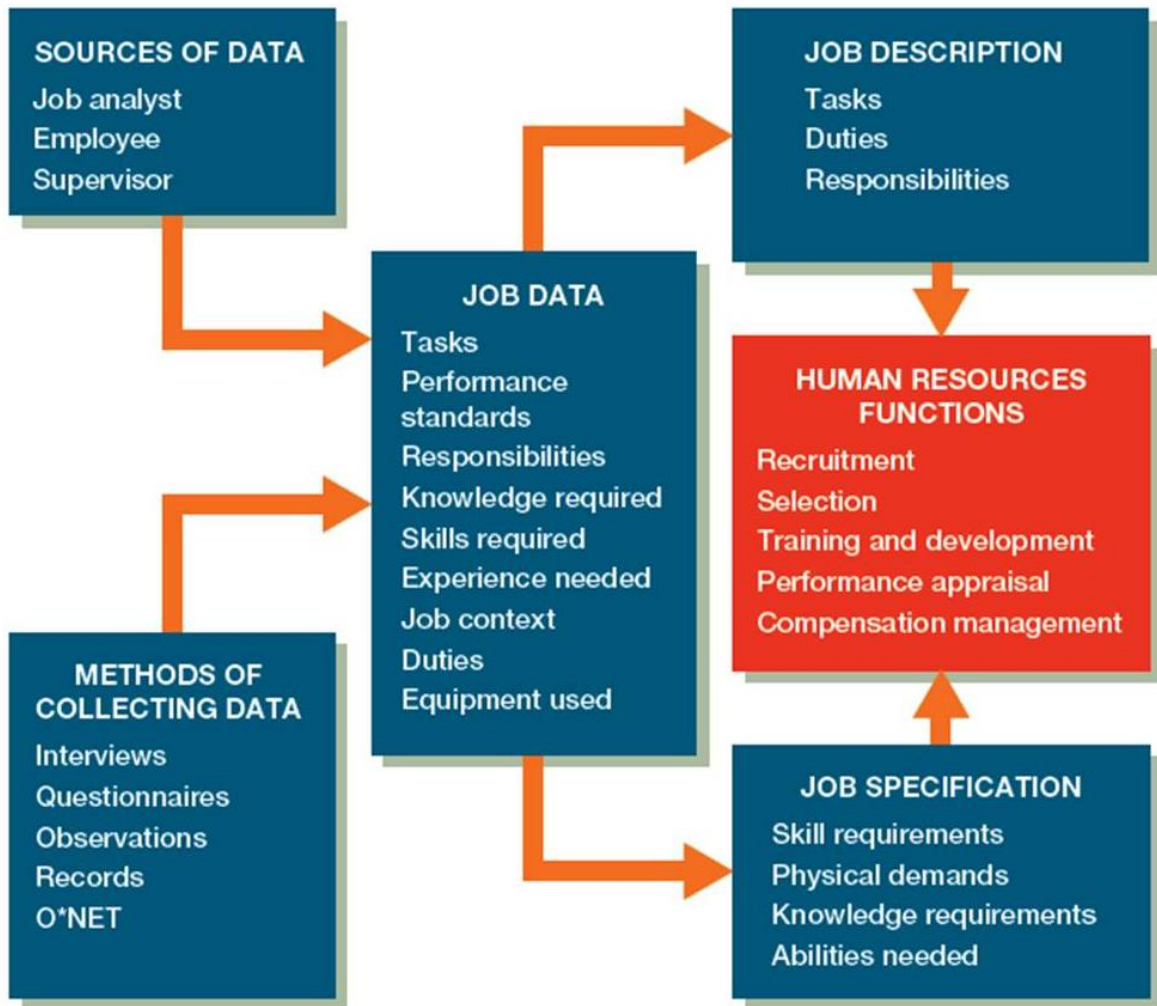 SOURCES OF DATA
Job analyst
Employee
Supervisor
METHODS OF
COLLECTING DATA
Interviews
Questionnaires
Observations
Records
O*NET
JOB DATA
Tasks
Performance
standards
Responsibilities
Knowledge required
Skills required
Experience needed
Job context
Duties
Equipment used
JOB DESCRIPTION
Tasks
Duties
Responsibilities
HUMAN RESOURCES
FUNCTIONS
Recruitment
Selection
Training and development
Performance appraisal
Compensation management
JOB SPECIFICATION
Skill requirements
Physical demands
Knowledge requirements
Abilities needed